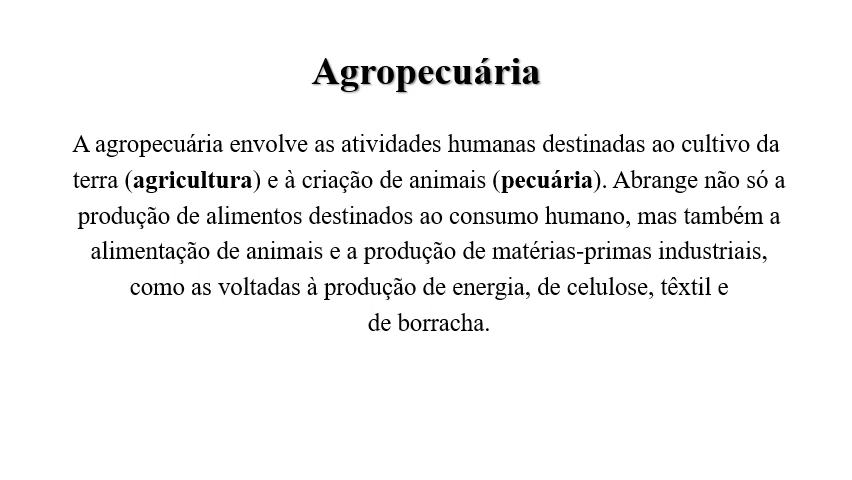 Agropecuária
A agropecuária envolve as atividades humanas destinadas ao cultivo da
terra (agricultura) e à criação de animais (pecuária). Abrange não só a
produção de alimentos destinados ao consumo humano, mas também a
alimentação de animais e a produção de matérias-primas industriais,
como as voltadas à produção de energia, de celulose, têxtil e
de borracha.